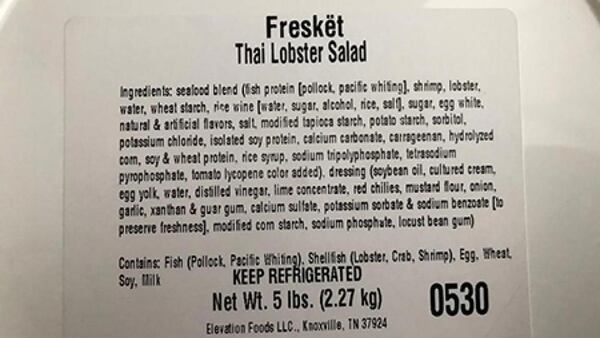 Freskët
Thai Lobster Salad
Ingredients: seafood blend (fish protein [pollock, pacific whiting], shrimp, lobster,
water, wheat starch, rice wine [water, sugar, alcohol, rice, salt], sugar, egg white,
natural & artificial flavors, salt, modified tapioca starch, potato starch, sorbitol,
potassium chloride, isolated soy protein, calcium carbonate, carrageenan, hydrolyzed
corn, soy & wheat protein, rice syrup, sodium tripolyphosphate, tetrasodium
pyrophosphate, tomato lycopene color added). dressing (soybean oil, cultured cream,
egg yolk, water, distilled vinegar, lime concentrate, red chilies, mustard flour, onion,
garlic, xanthan & guar gum, calcium sulfate, potassium sorbate & sodium benzoate [to
preserve freshness], modified corn starch, sodium phosphate, locust bean gum)
Contains: Fish (Pollock, Pacific Whiting), Shellfish (Lobster, Crab, Shrimp), Egg, Wheat,
Soy, Milk
KEEP REFRIGERATED
Net Wt. 5 lbs. (2.27 kg)
0530
Elevation Foods LLC., Knoxville, TN 37924